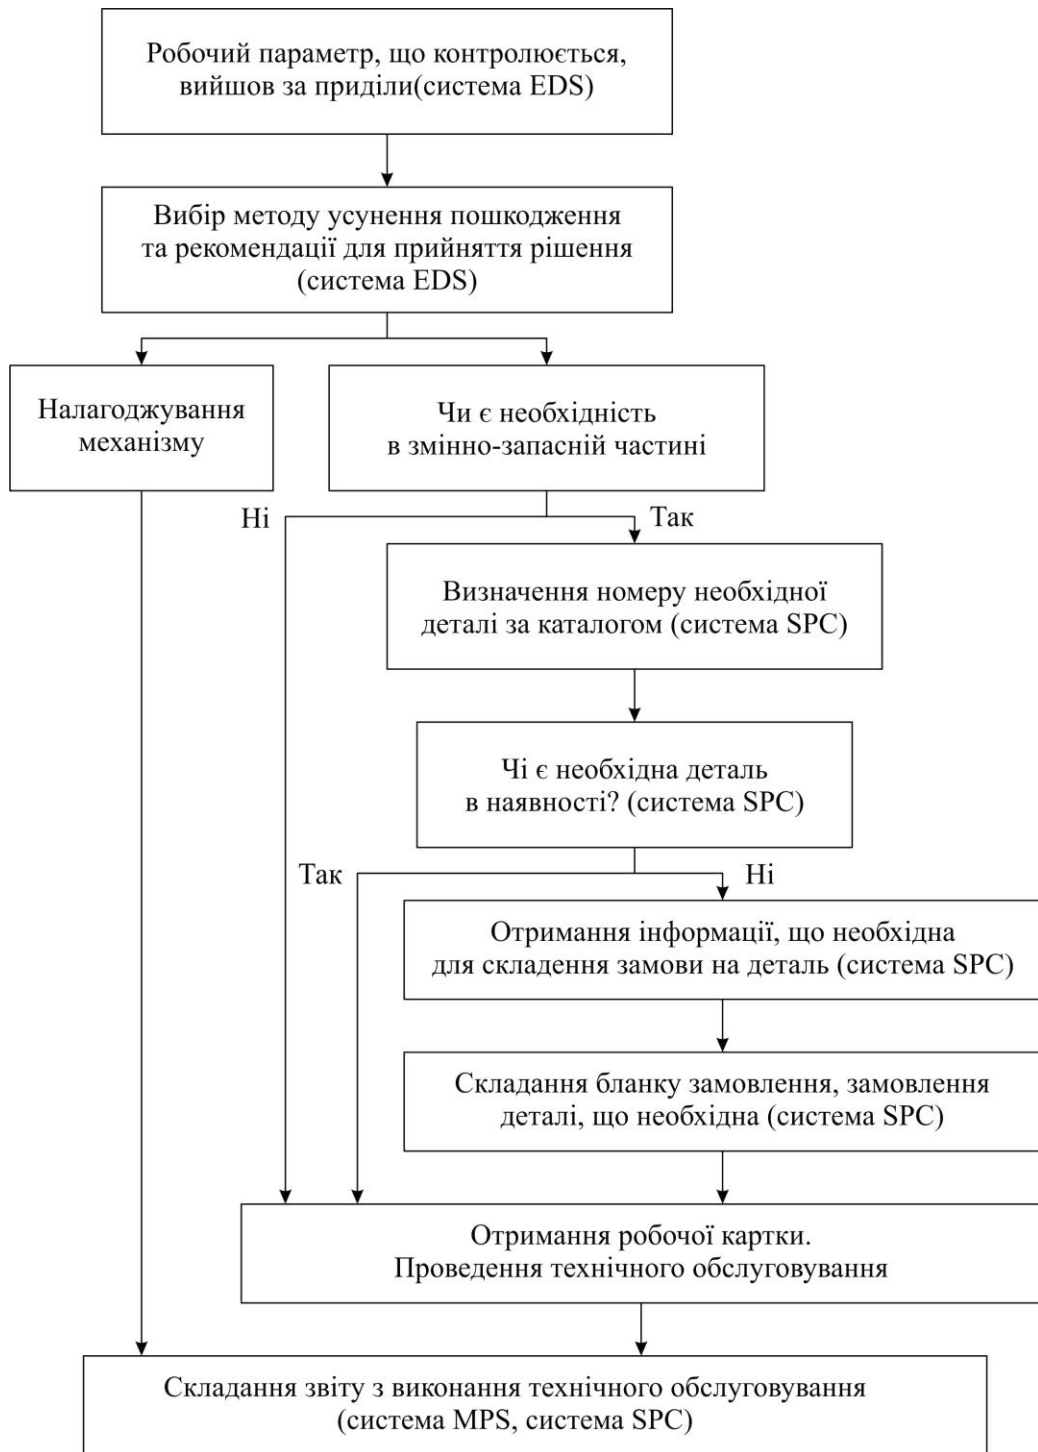 Робочий параметр, що контролюється,
вийшов за приділи(система EDS)
Вибір методу усунення пошкодження
та рекомендації для прийняття рішення
(система EDS)
Налагоджування
механізму
Чи є необхідність
в змінно-запасній частині
Ні
Так
Визначення номеру необхідної
деталі за каталогом (система SPC)
Чі є необхідна деталь
в наявності? (система SPC)
Так
Ні
Отримання інформації, що необхідна
для складення замови на деталь (система SPC)
Складання бланку замовлення, замовлення
деталі, що необхідна (система SPC)
Отримання робочої картки.
Проведення технічного обслуговування
Складання звіту з виконання технічного обслуговування
(система MPS, система SPC)